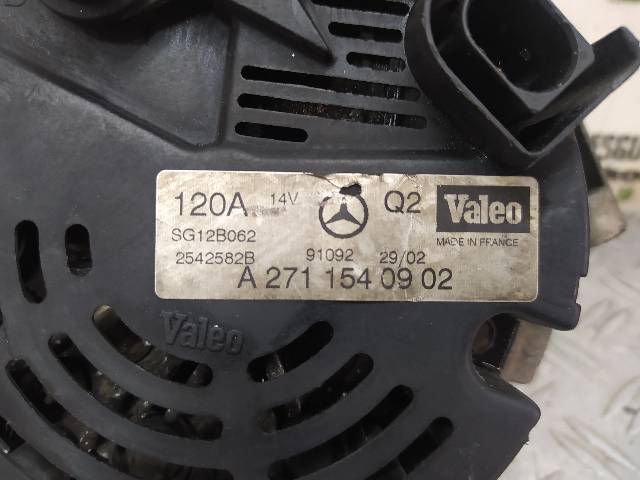 120A 14V Q2 Valeo
SG12B062 MADE IN FRANCE
2542582B 91092 29/02
A 271 154 09 02
Valeo